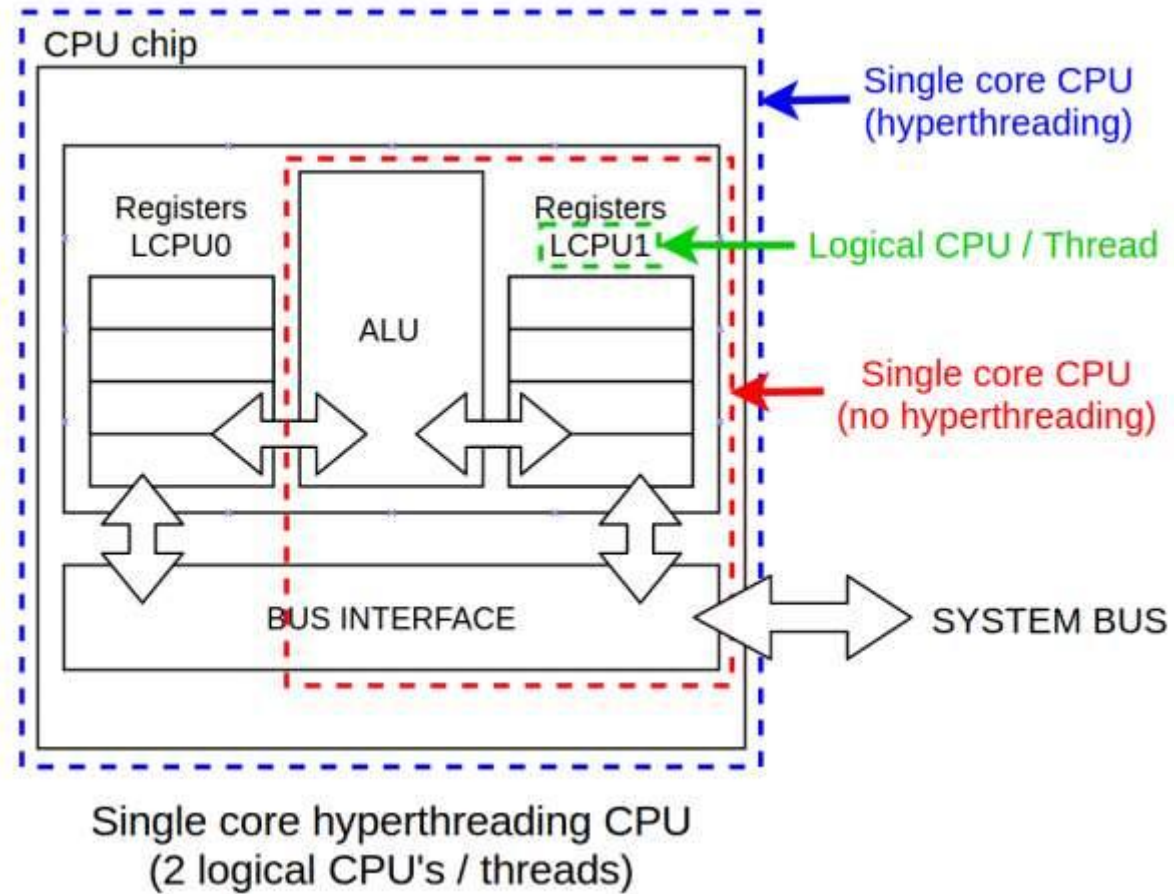 CPU chip
Single core CPU
(hyperthreading)
Registers
LCPU0
ALU
Registers
LCPU1
Logical CPU / Thread
Single core CPU
(no hyperthreading)
BUS INTERFACE
SYSTEM BUS
Single core hyperthreading CPU
(2 logical CPU's / threads)